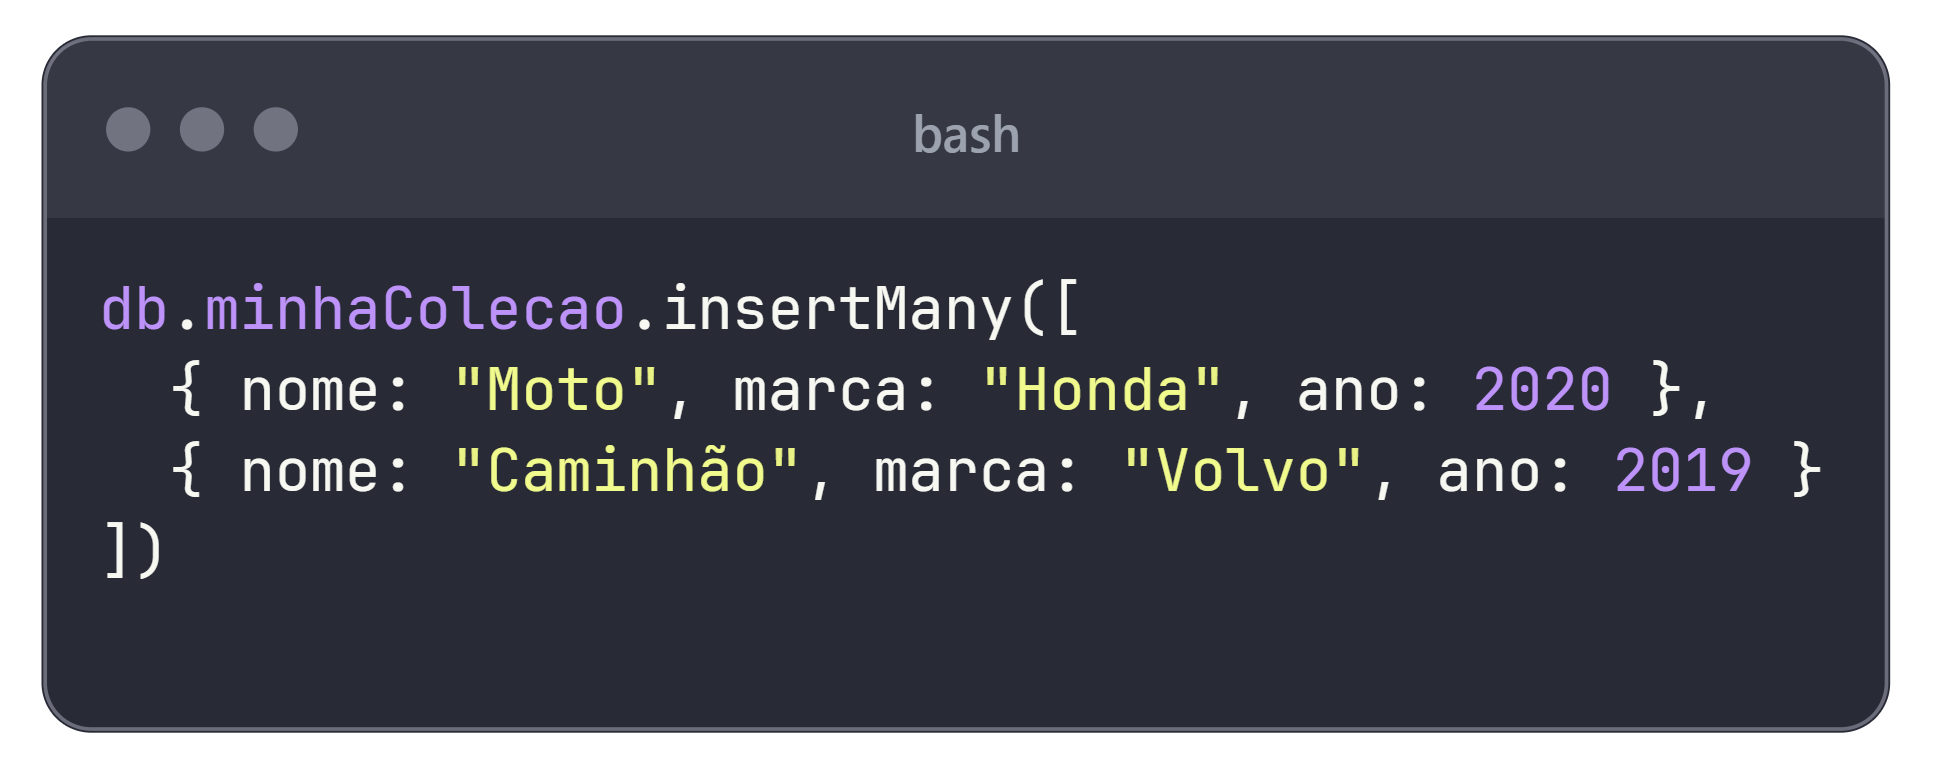 bash
db.minhaColecao.insertMany([
  { nome: "Moto", marca: "Honda", ano: 2020 },
  { nome: "Caminhão", marca: "Volvo", ano: 2019 }
])